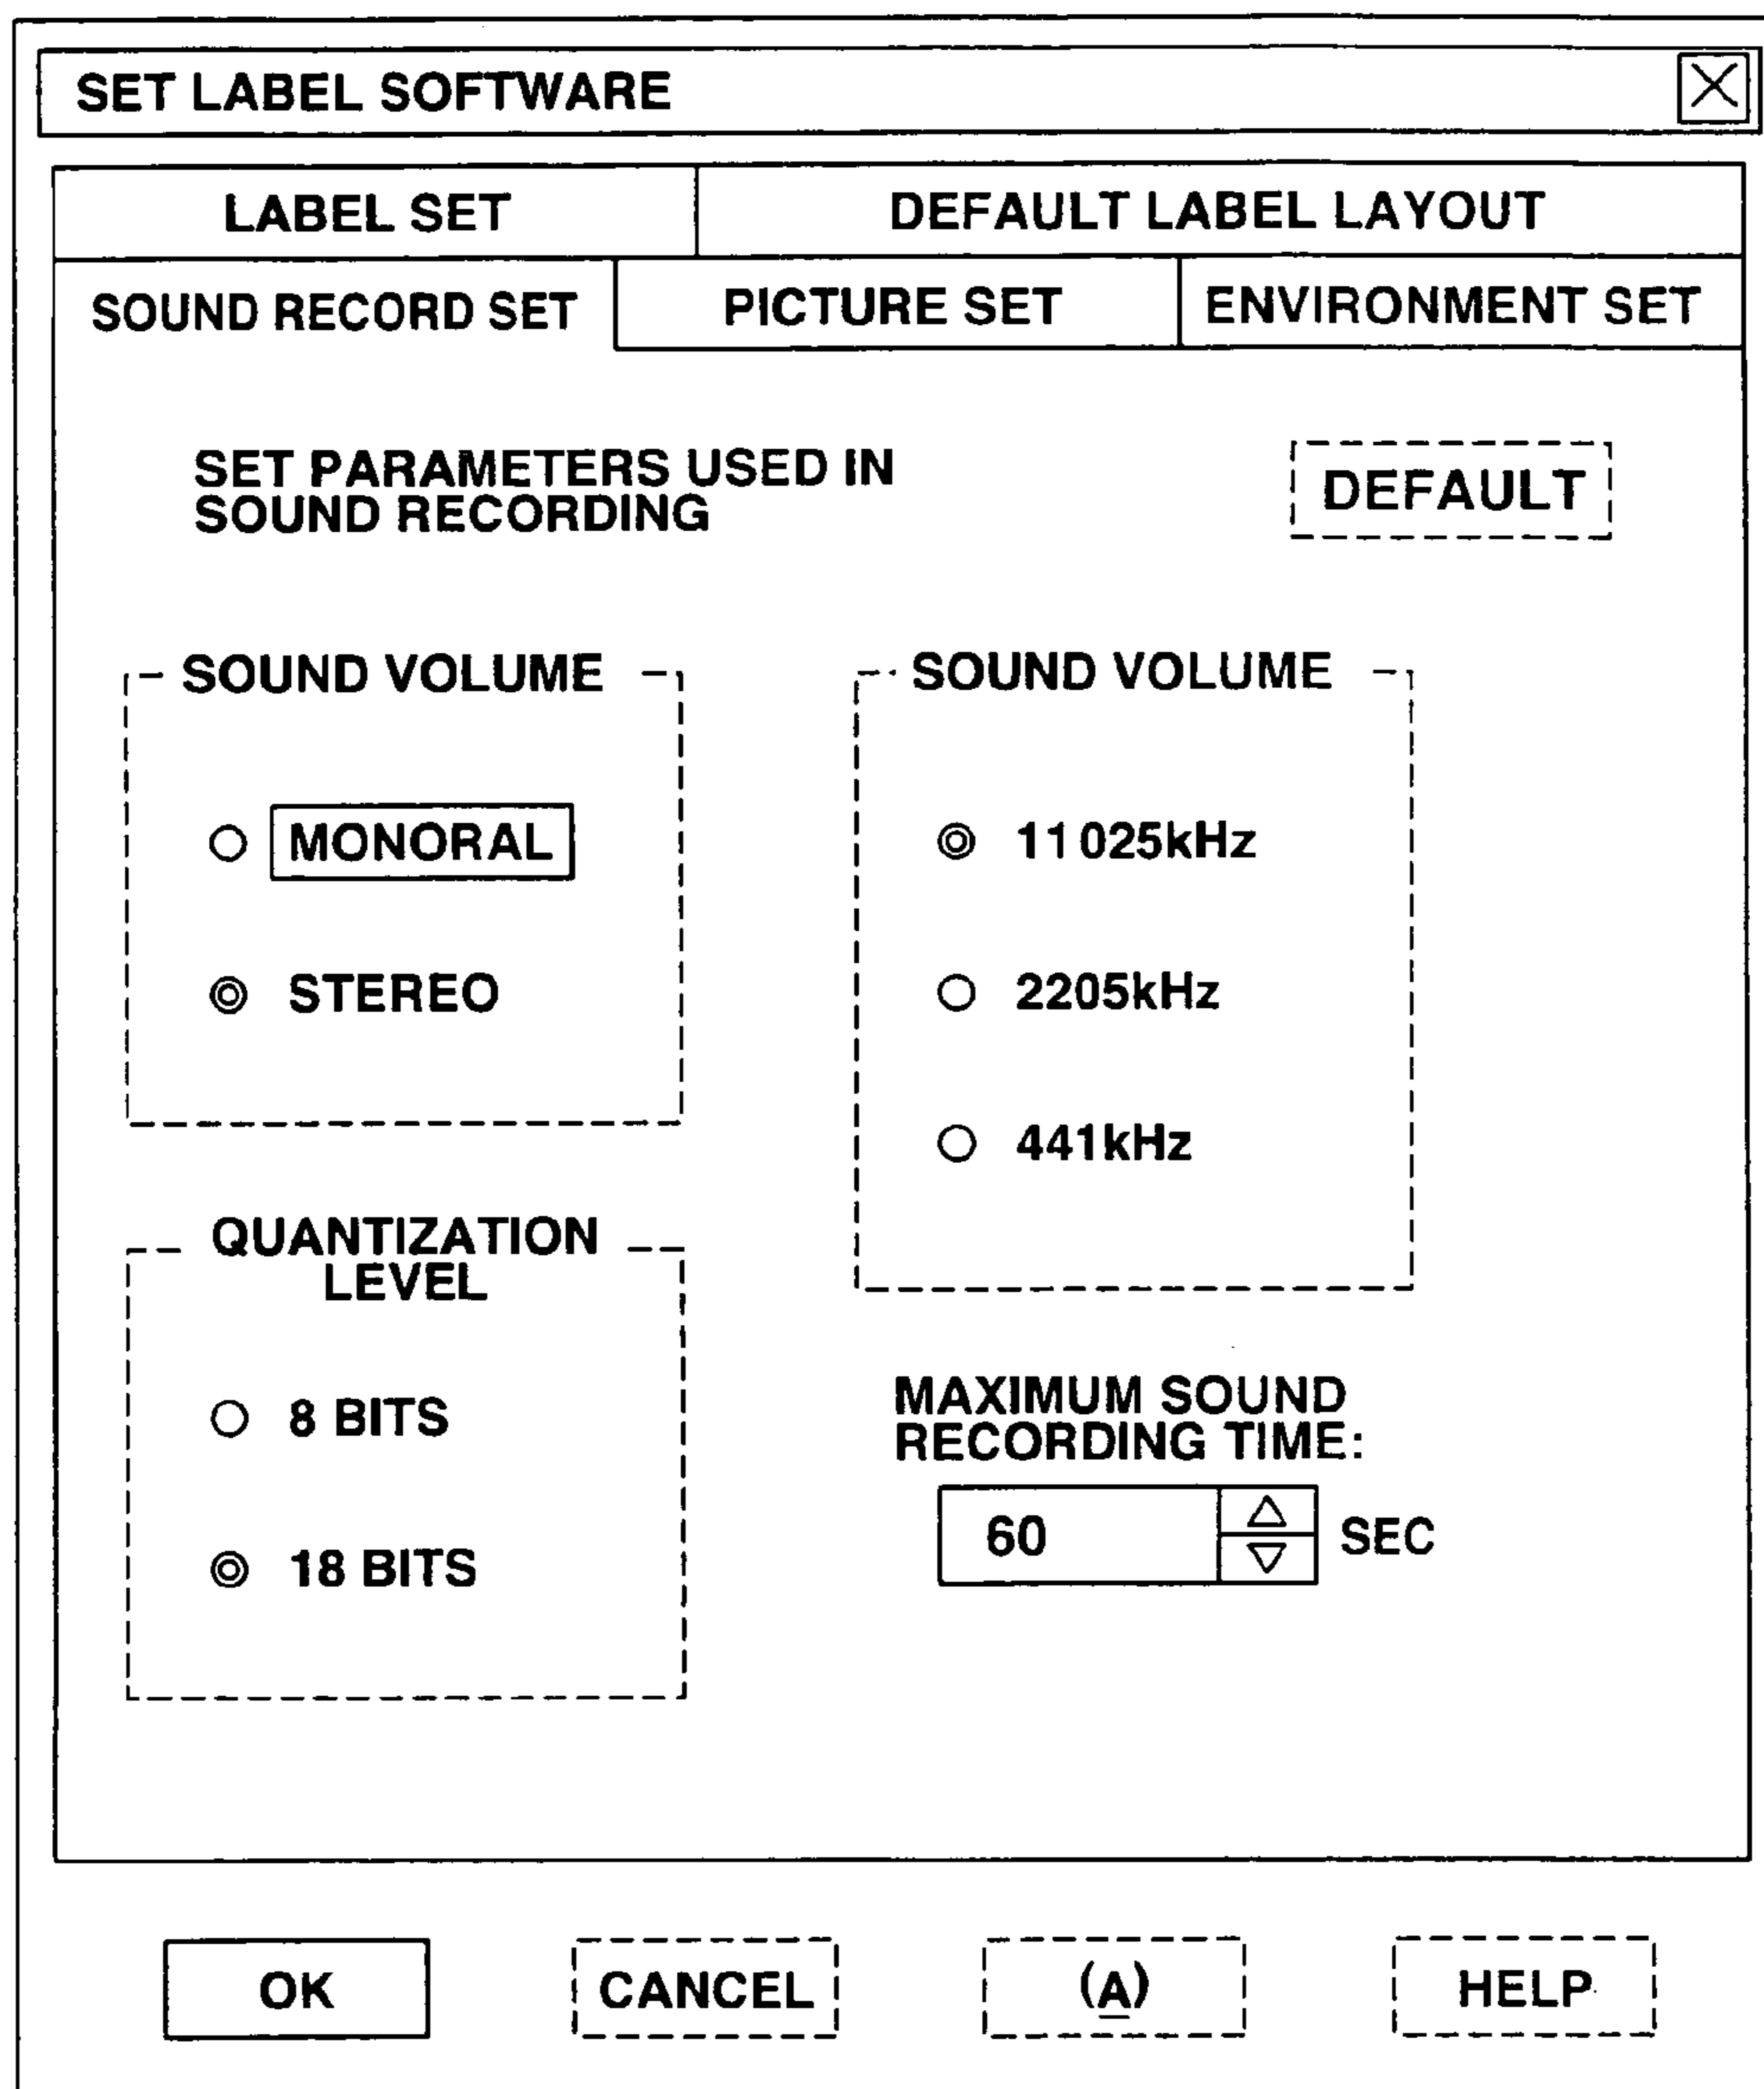 SET LABEL SOFTWARE
LABEL SET
DEFAULT LABEL LAYOUT
SOUND RECORD SET
PICTURE SET
ENVIRONMENT SET
SET PARAMETERS USED IN
SOUND RECORDING
DEFAULT
SOUND VOLUME
MONORAL
STEREO
SOUND VOLUME
11 025kHz
2205kHz
441kHz
QUANTIZATION
LEVEL
8 BITS
18 BITS
MAXIMUM SOUND
RECORDING TIME:
60
SEC
OK
CANCEL
(A)
HELP